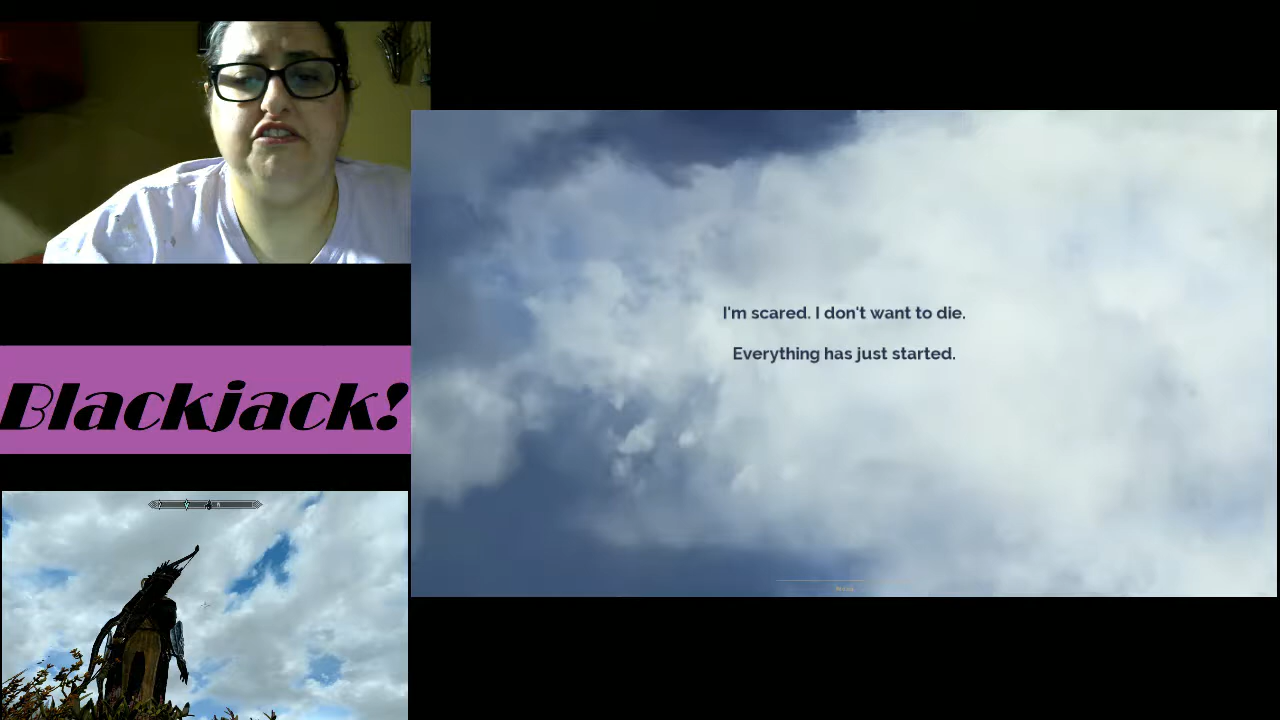 I'm scared. I don't want to die.
Everything has just started.
Blackjack!